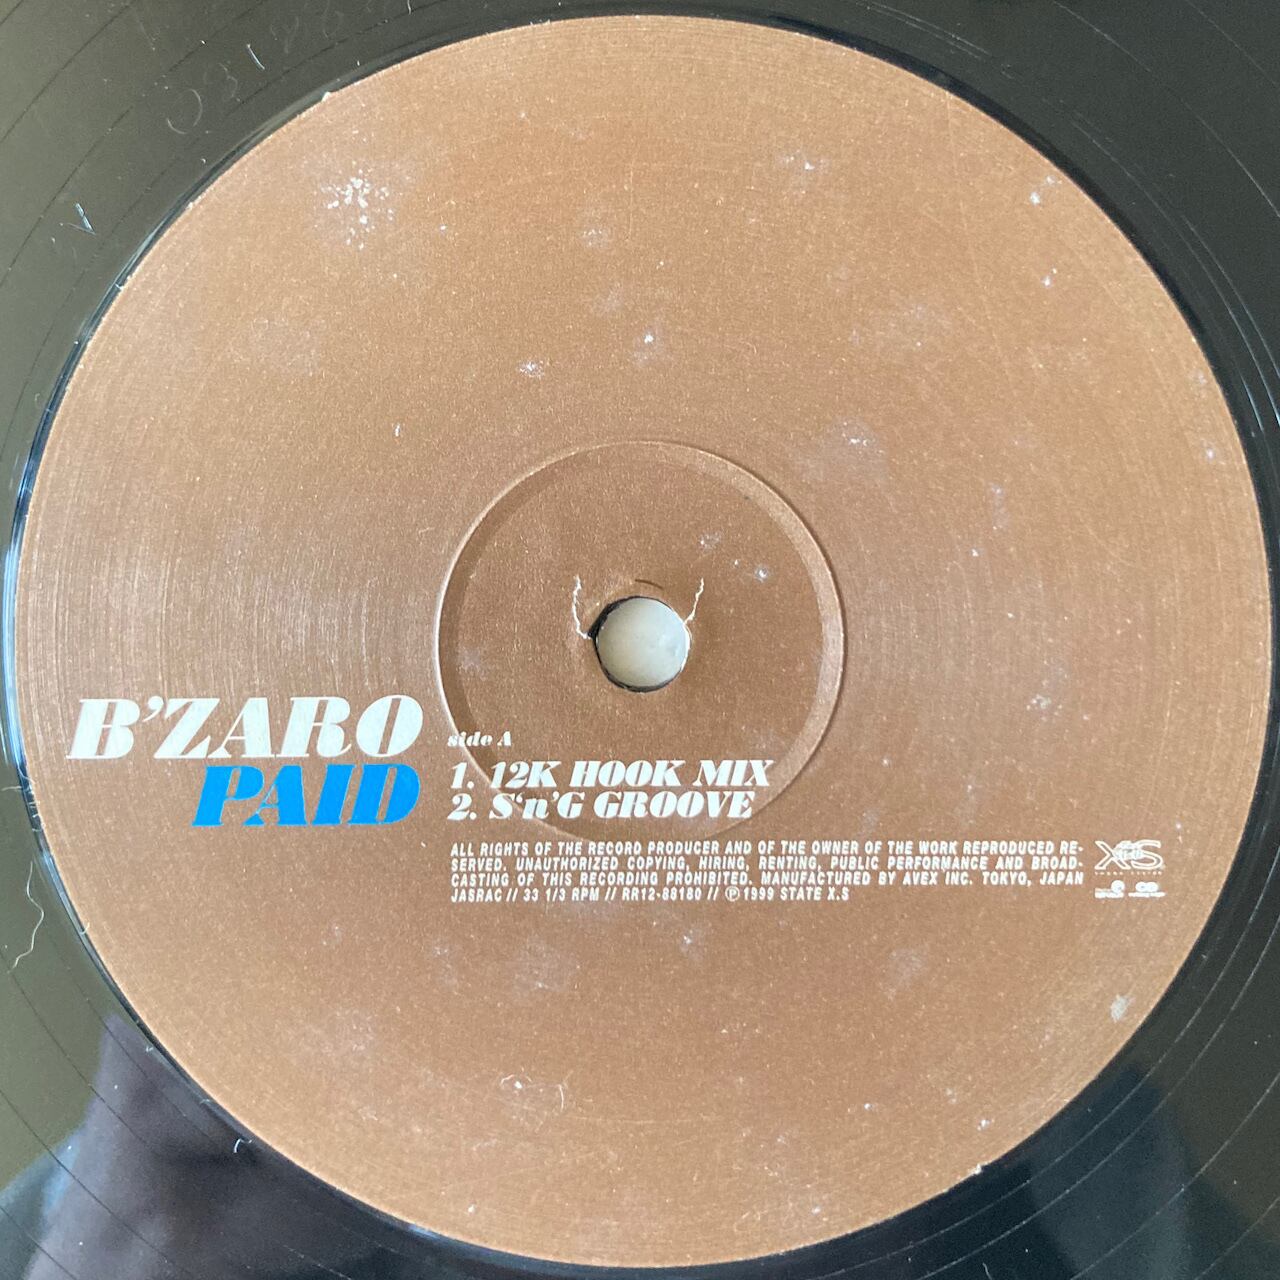 B'ZARO
PAID
side A
1. 12K HOOK MIX
2. S'n'G GROOVE
ALL RIGHTS OF THE RECORD PRODUCER AND OF THE OWNER OF THE WORK REPRODUCED RE-
SERVED. UNAUTHORIZED COPYING, HIRING, RENTING, PUBLIC PERFORMANCE AND BROAD-
CASTING OF THIS RECORDING PROHIBITED. MANUFACTURED BY AVEX INC. TOKYO, JAPAN
JASRAC // 33 1/3 RPM // RR12-88180 // ℗ 1999 STATE X.S
XS